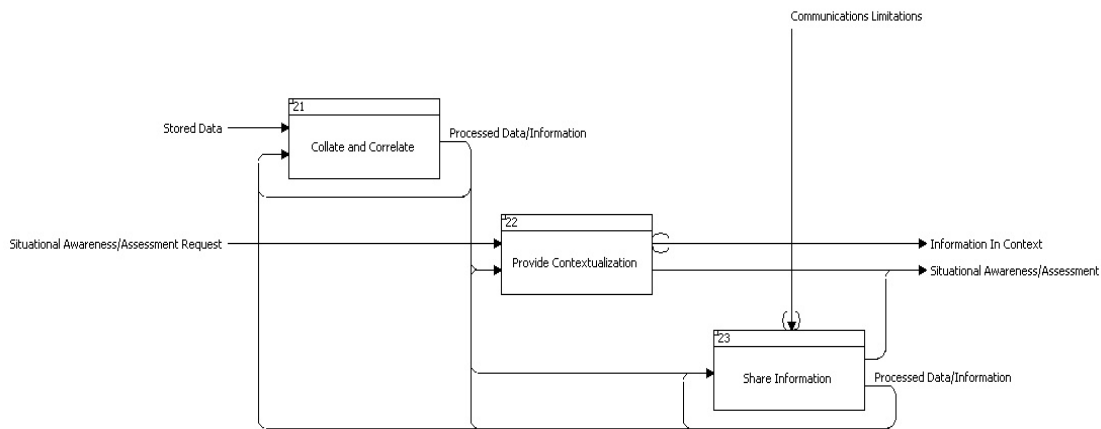 Communications Limitations
21
Stored Data
Collate and Correlate
Processed Data/Information
22
Situational Awareness/Assessment Request
Provide Contextualization
Information In Context
Situational Awareness/Assessment
23
Share Information
Processed Data/Information